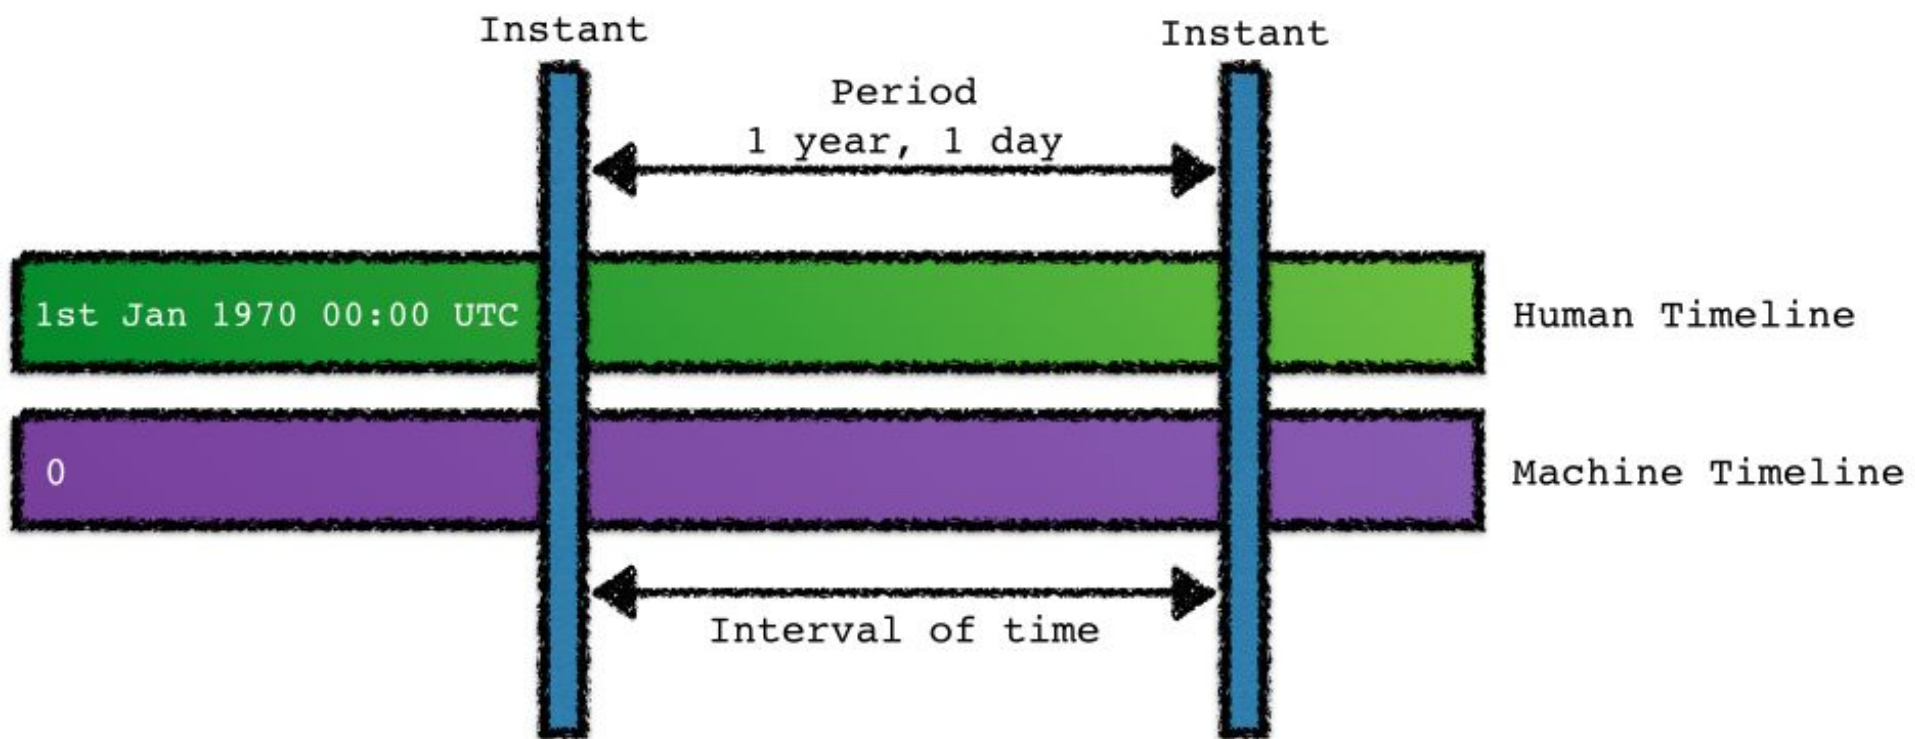 Instant
Instant
Period
1 year, 1 day
1st Jan 1970 00:00 UTC
Human Timeline
0
Machine Timeline
Interval of time